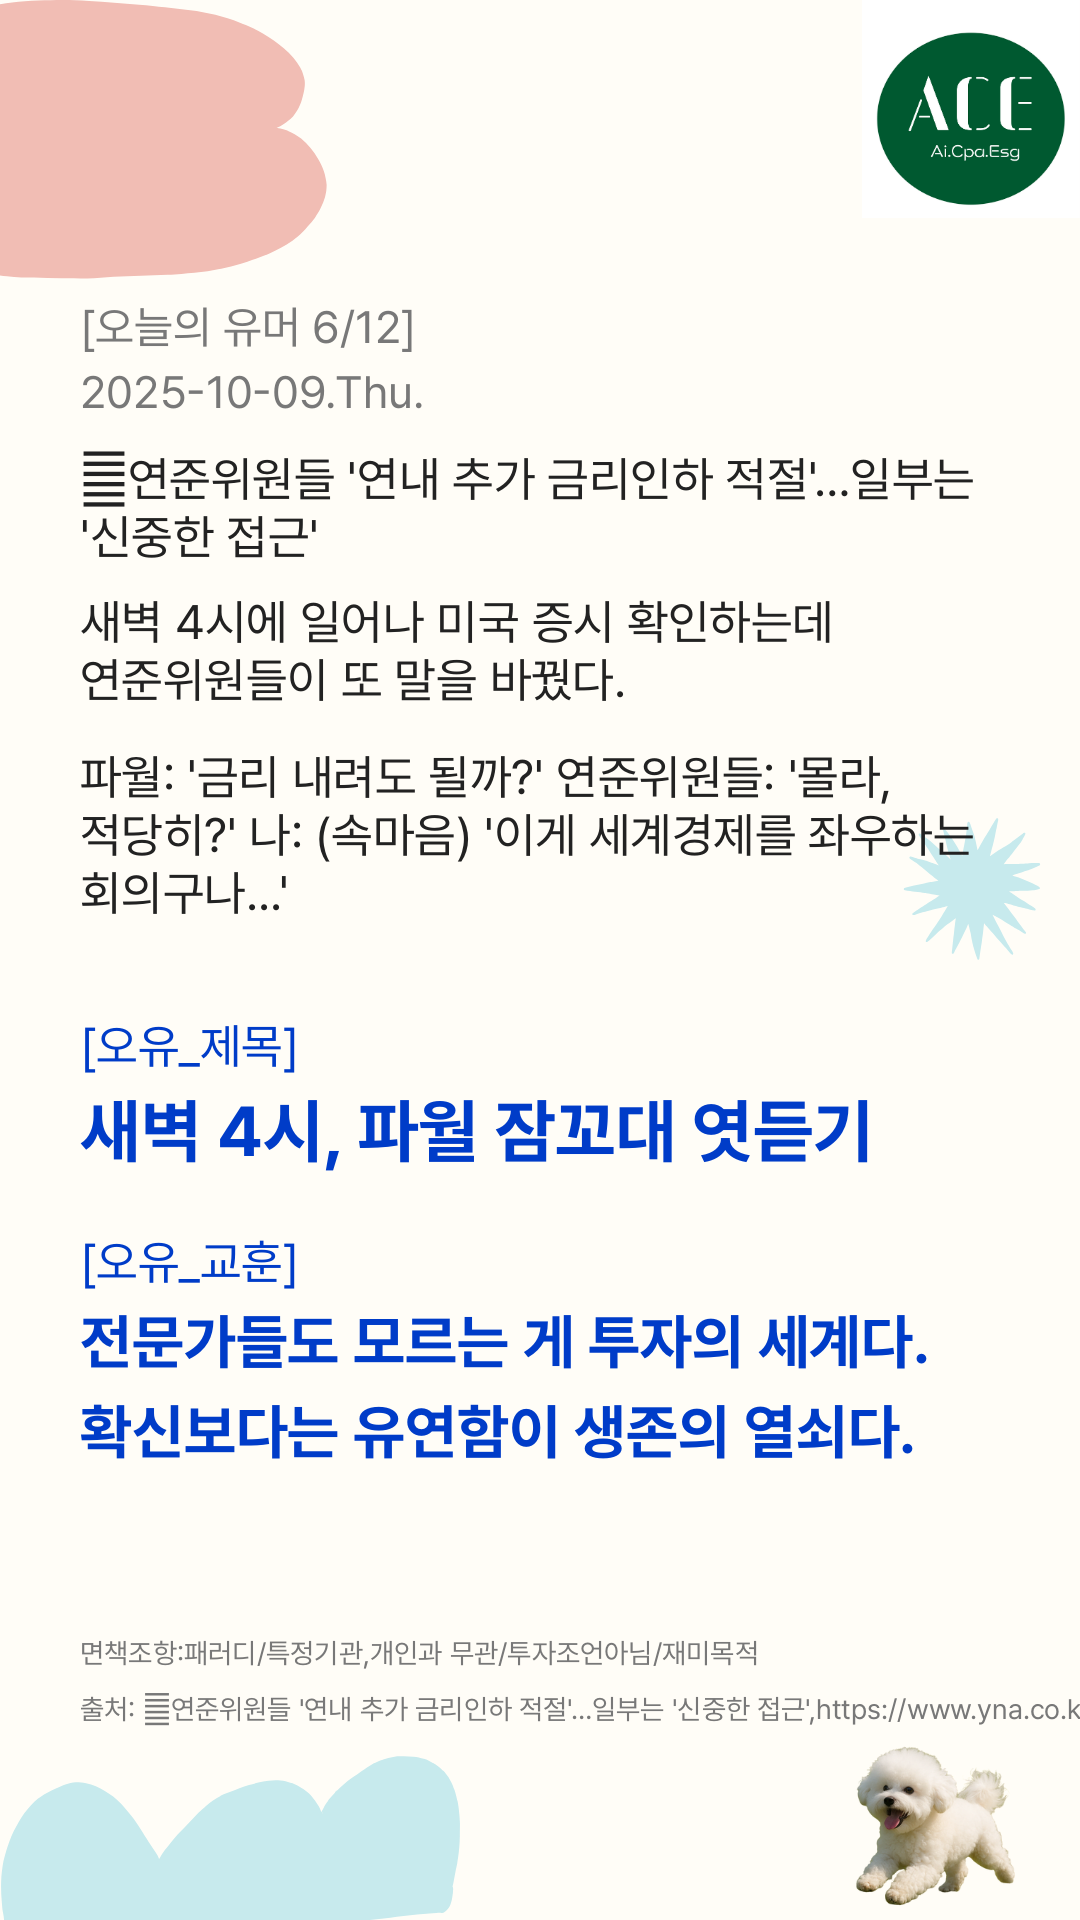 ACE
Ai.Cpa.Esg
[오늘의 유머 6/12]
2025-10-09.Thu.
䷀연준위원들 '연내 추가 금리인하 적절'…일부는
'신중한 접근'
새벽 4시에 일어나 미국 증시 확인하는데
연준위원들이 또 말을 바꿨다.
파월: '금리 내려도 될까?' 연준위원들: '몰라,
적당히?' 나: (속마음) '이게 세계경제를 좌우하는
회의구나...'
[오유_제목]
새벽 4시, 파월 잠꼬대 엿듣기
[오유_교훈]
전문가들도 모르는 게 투자의 세계다.
확신보다는 유연함이 생존의 열쇠다.
면책조항:패러디/특정기관,개인과 무관/투자조언아님/재미목적
출처: ䷀연준위원들 '연내 추가 금리인하 적절'…일부는 '신중한 접근',https://www.yna.co.k